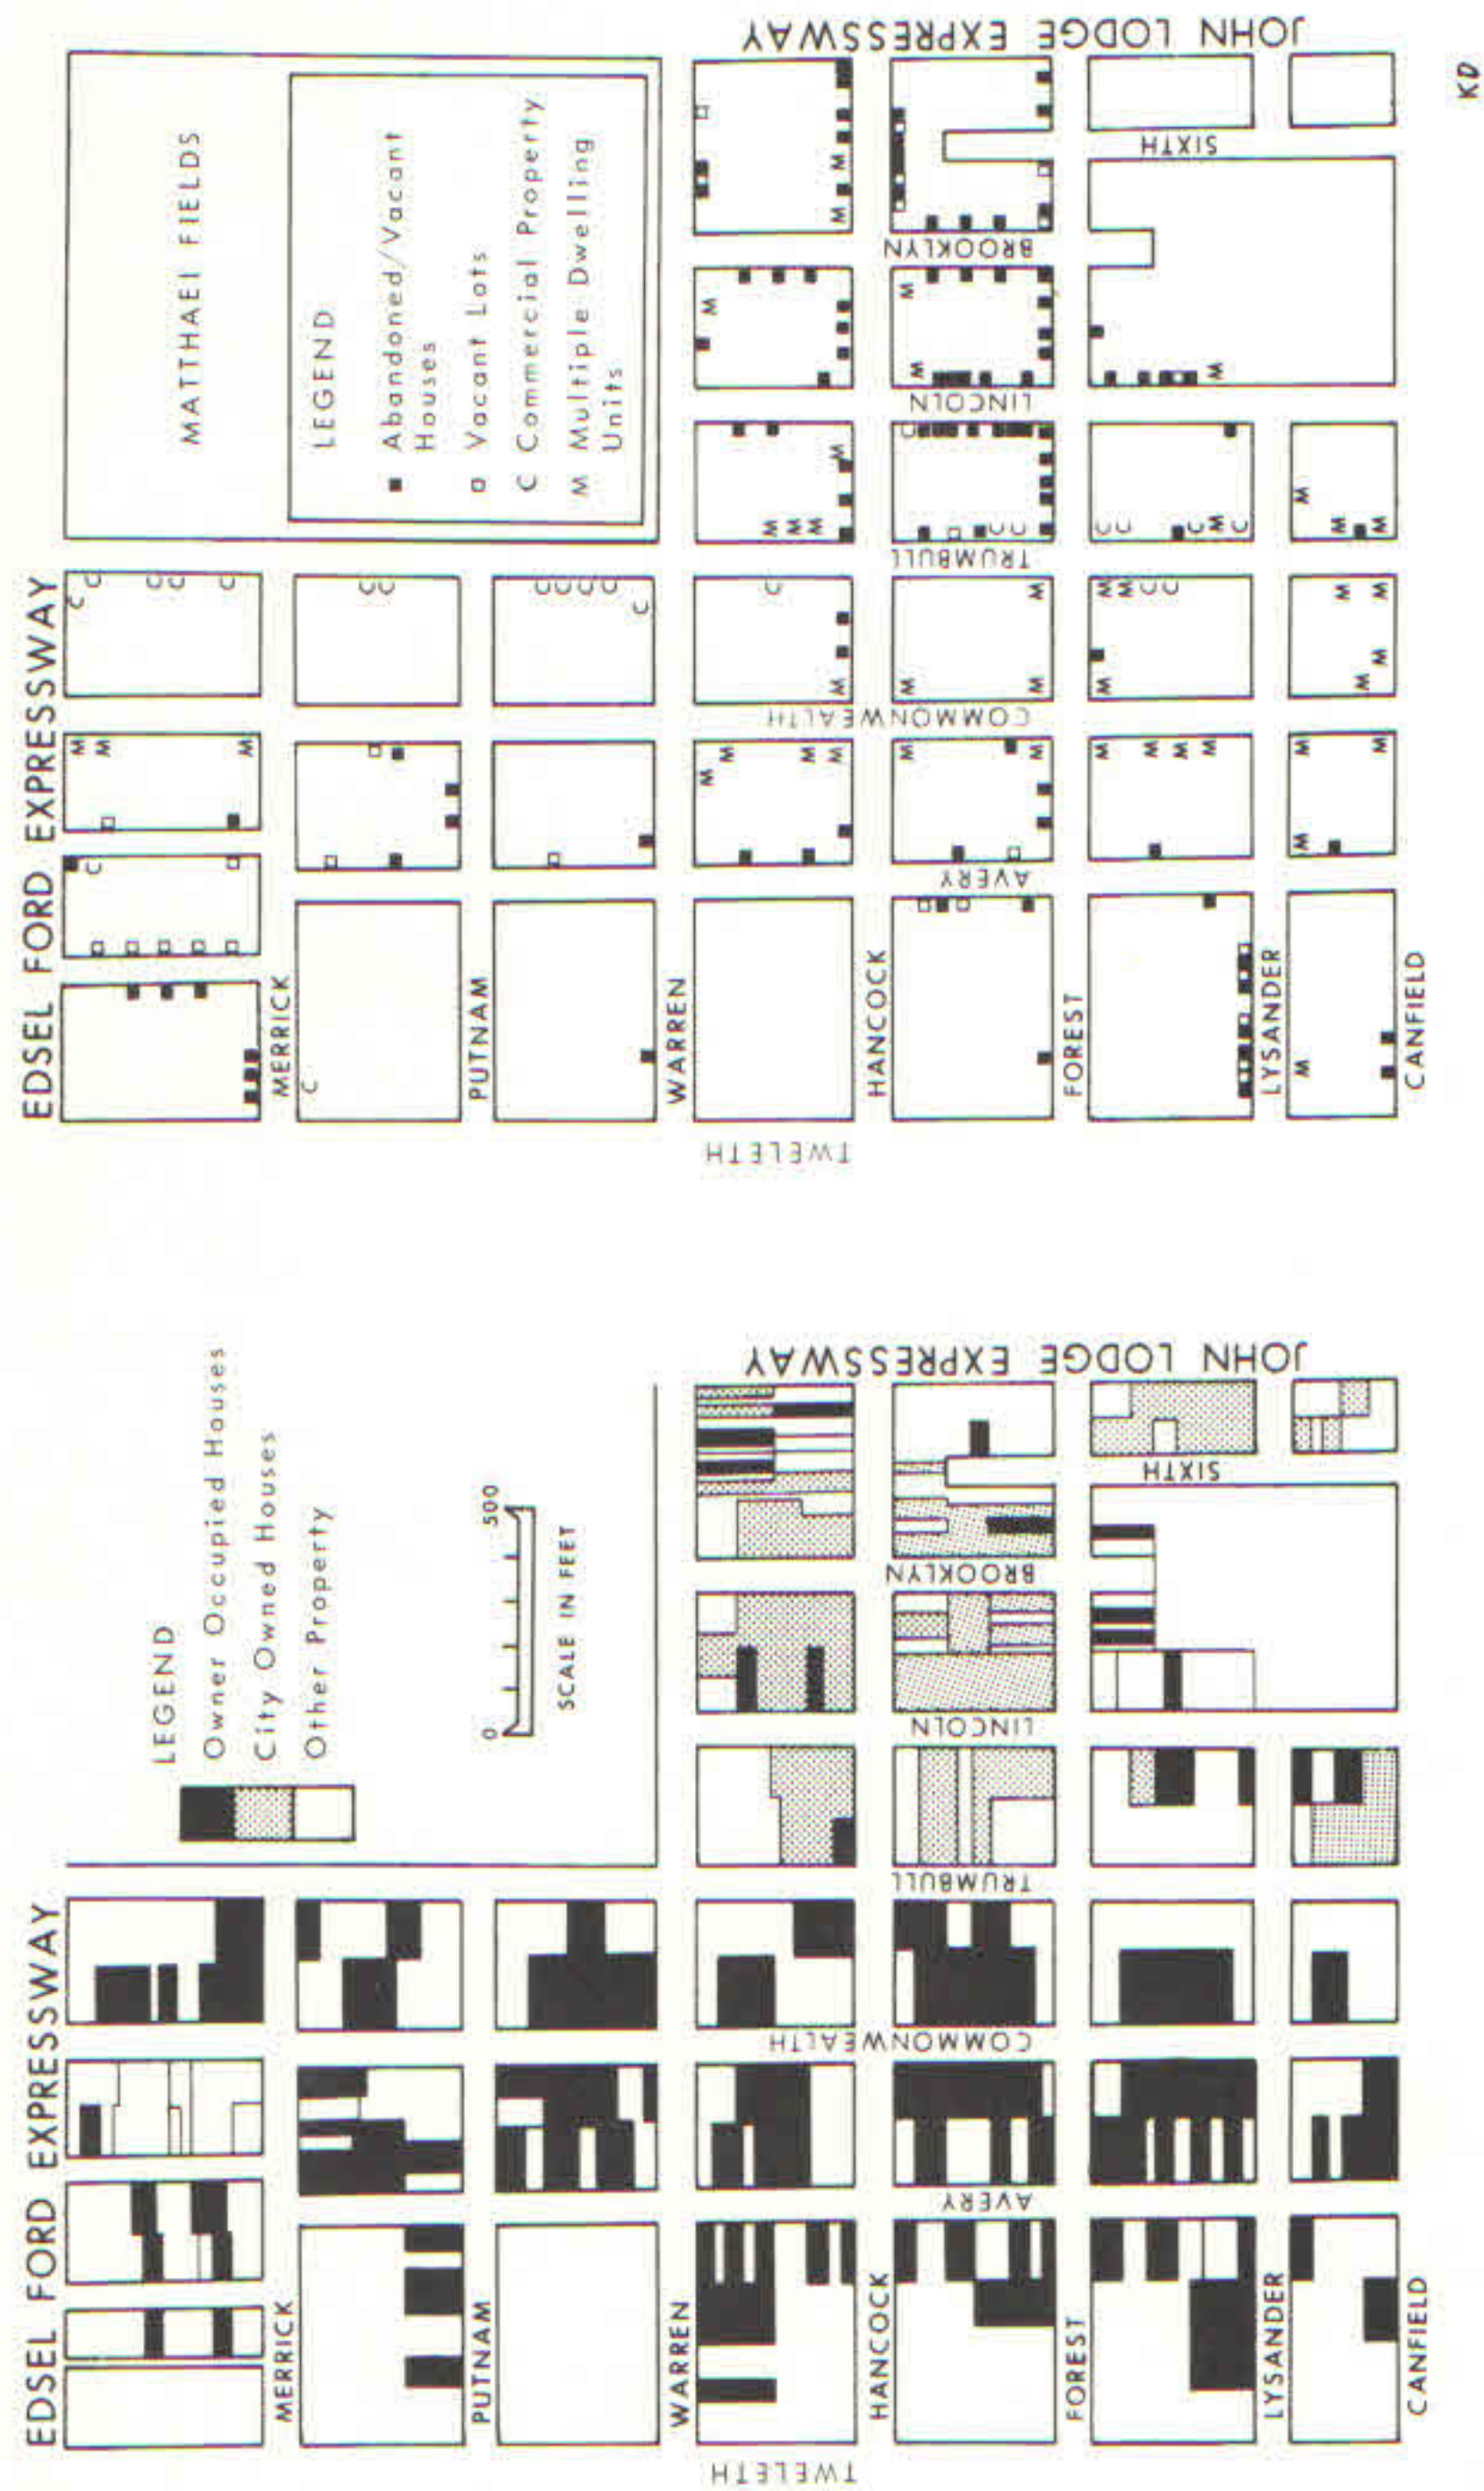 EDSEL FORD EXPRESSWAY
LEGEND
Owner Occupied Houses
City Owned Houses
Other Property
0 500
SCALE IN FEET
MERRICK
PUTNAM
WARREN
HANCOCK
FOREST
LYSANDER
CANFIELD
TWELETH
AVERY
COMMONWEALTH
TRUMBULL
LINCOLN
BROOKLYN
SIXTH
JOHN LODGE EXPRESSWAY
EDSEL FORD EXPRESSWAY
MATTHAEI FIELDS
LEGEND
Abandoned/Vacant
Houses
Vacant Lots
C Commercial Property
M Multiple Dwelling
Units
MERRICK
PUTNAM
WARREN
HANCOCK
FOREST
LYSANDER
CANFIELD
TWELETH
AVERY
COMMONWEALTH
TRUMBULL
LINCOLN
BROOKLYN
SIXTH
JOHN LODGE EXPRESSWAY
KD